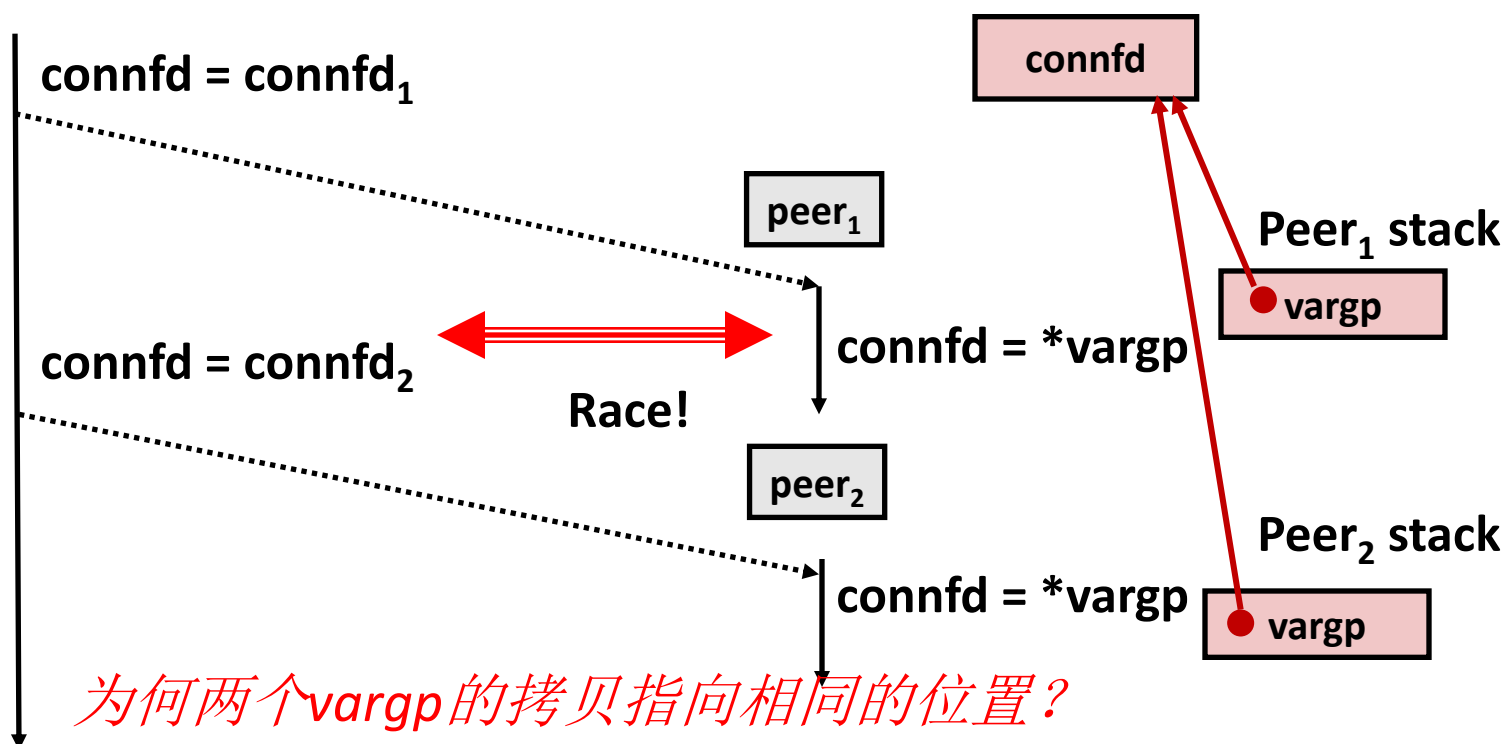 connfd = connfd₁
connfd
peer₁
Peer₁ stack
vargp
connfd = *vargp
connfd = connfd₂
Race!
peer₂
Peer₂ stack
connfd = *vargp
vargp
为何两个vargp的拷贝指向相同的位置？